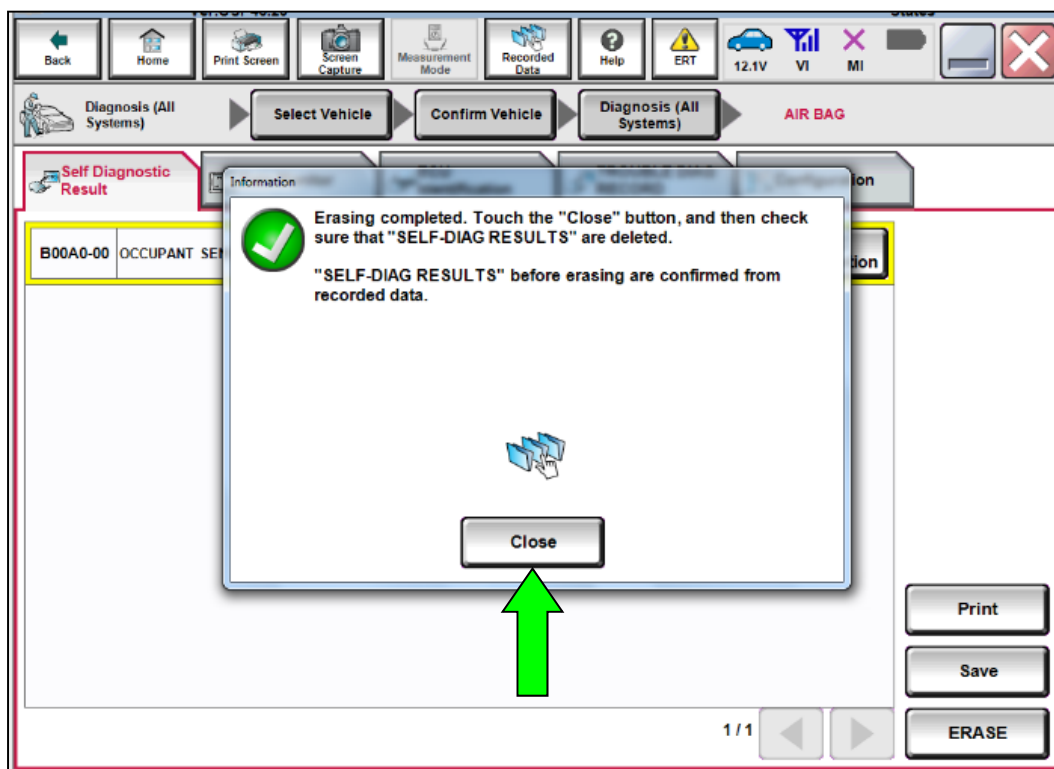 Back
Home
Print Screen
Screen
Capture
Measurement
Mode
Recorded
Data
Help
ERT
12.1V
VI
MI
Diagnosis (All
Systems)
Select Vehicle
Confirm Vehicle
Diagnosis (All
Systems)
AIR BAG
Self Diagnostic
Result
Information
Erasing completed. Touch the "Close" button, and then check
sure that "SELF-DIAG RESULTS" are deleted.
"SELF-DIAG RESULTS" before erasing are confirmed from
recorded data.
B00A0-00
OCCUPANT
Close
Print
Save
1 / 1
ERASE